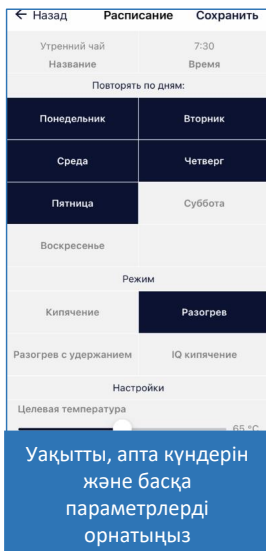 ← Назад Расписание Сохранить
Утренний чай 7:30
Название Время
Повторять по дням:
Понедельник Вторник
Среда Четверг
Пятница Суббота
Воскресенье
Режим
Кипячение Разогрев
Разогрев с удержанием IQ кипячение
Настройки
Целевая температура
65 °C
Уақытты, апта күндерін
және басқа
параметрлерді
орнатыңыз